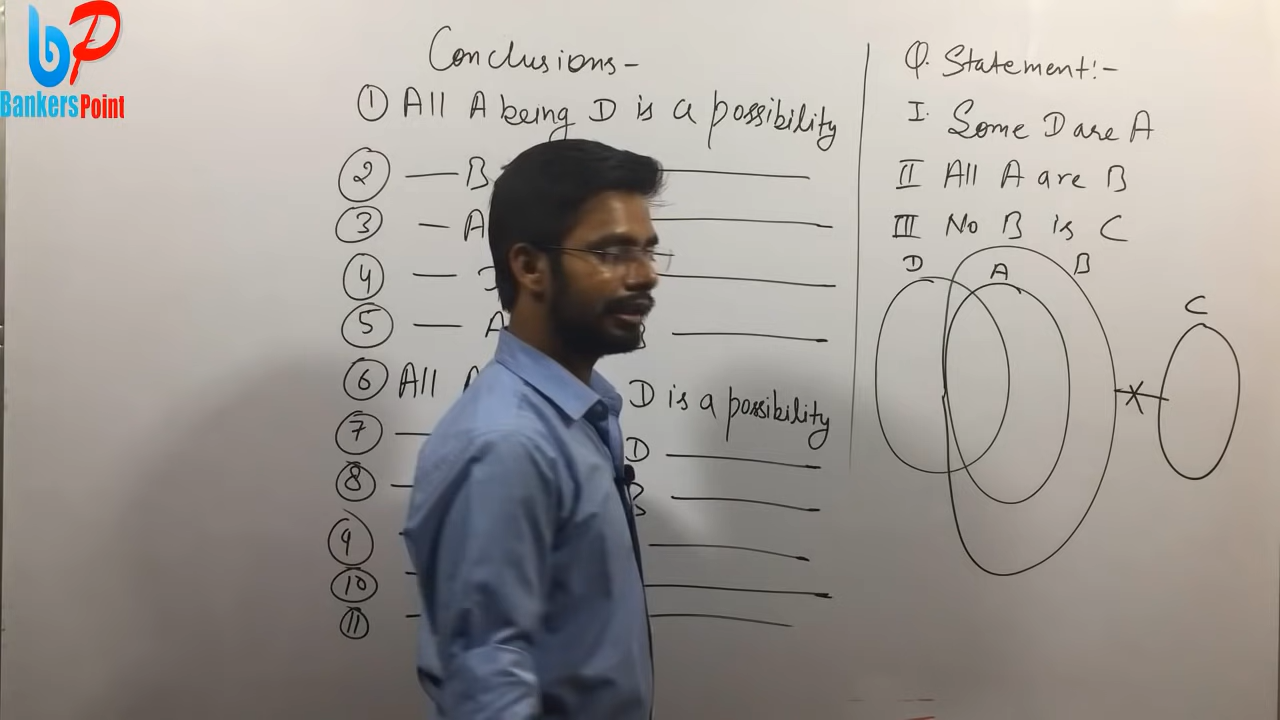 bP
BankersPoint
Conclusions-
① All A being D is a possibility
② — B
③ — A
④ —
⑤ — A
⑥ All D is a possibility
⑦ — D
⑧ —
⑨
⑩
⑪
Q. Statement:-
I. Some D are A
II All A are B
III No B is C
D A B C